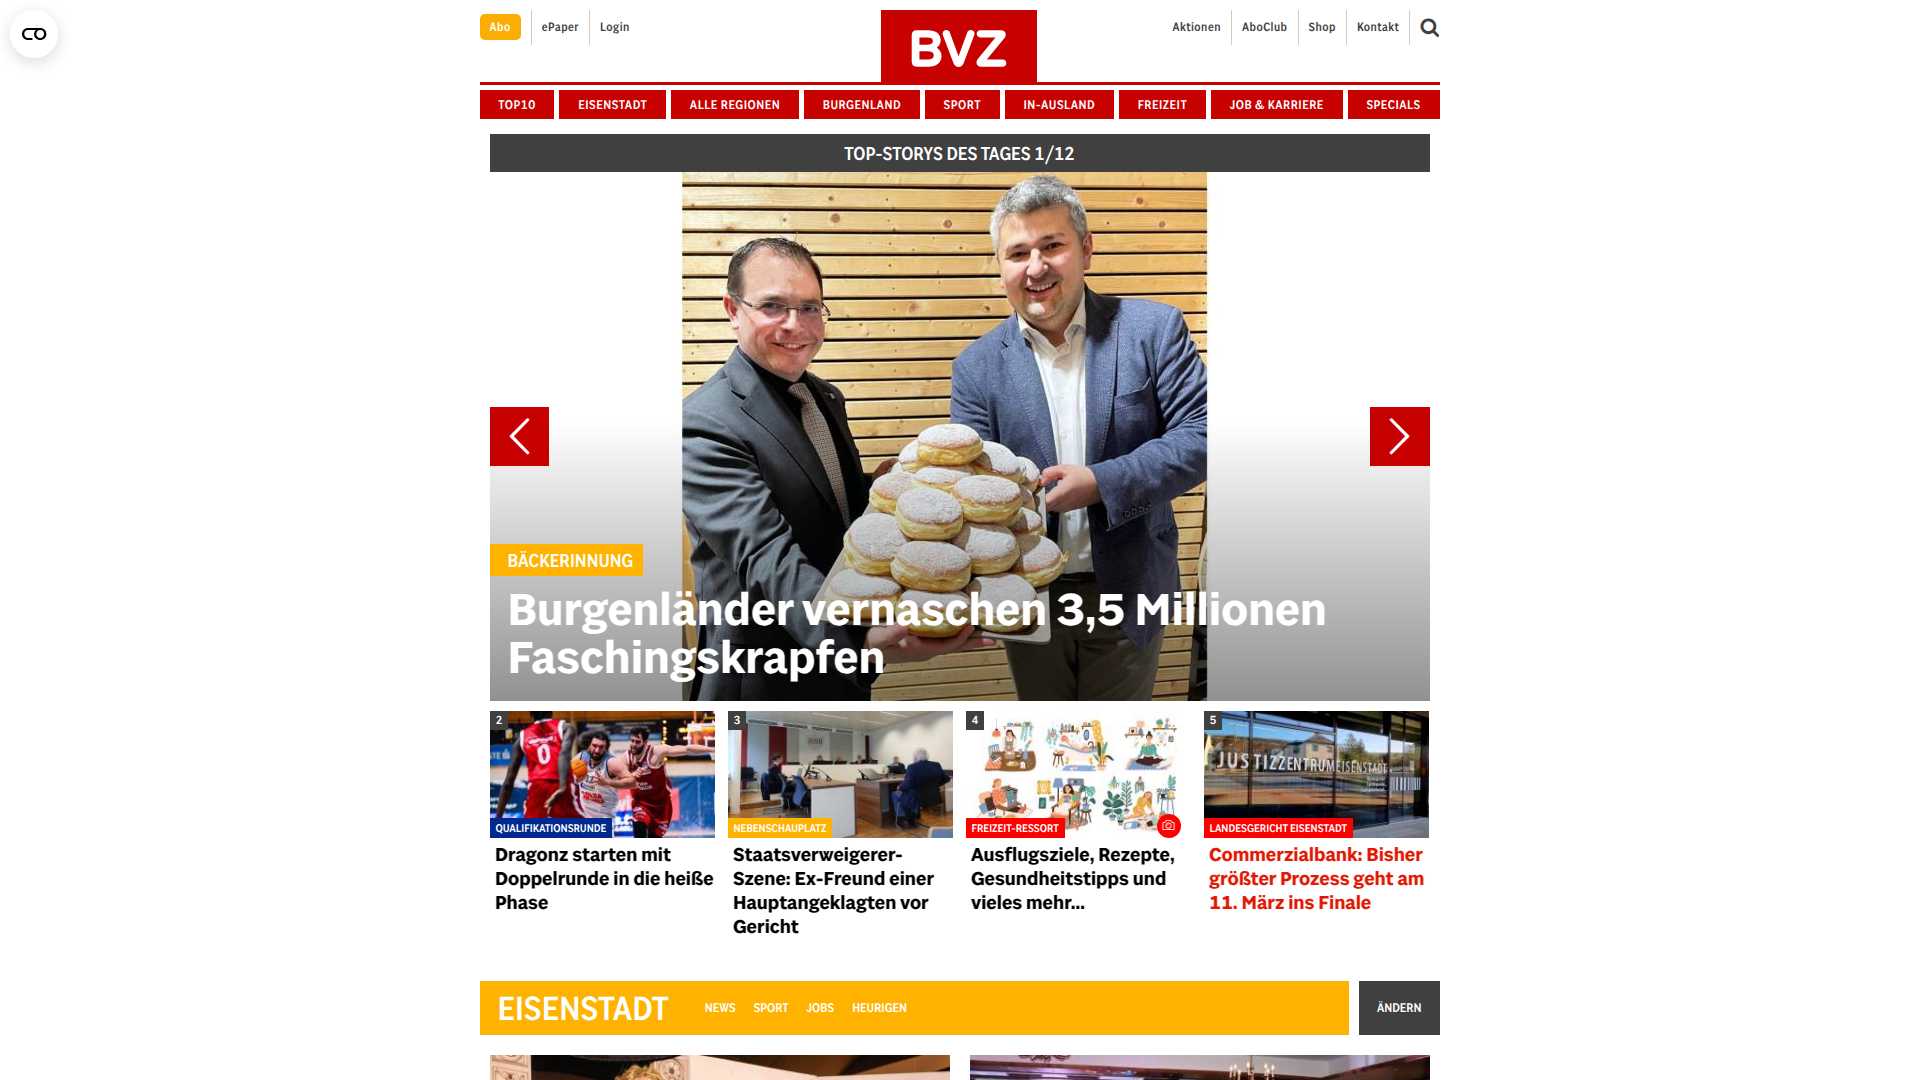 Abo
ePaper
Login
BVZ
Aktionen
AboClub
Shop
Kontakt
TOP10
EISENSTADT
ALLE REGIONEN
BURGENLAND
SPORT
IN-AUSLAND
FREIZEIT
JOB & KARRIERE
SPECIALS
TOP-STORYS DES TAGES 1/12
BÄCKERINNUNG
Burgenländer vernaschen 3,5 Millionen
Faschingskrapfen
2
0
QUALIFIKATIONSRUNDE
Dragonz starten mit
Doppelrunde in die heiße
Phase
3
NEBENSCHAUPLATZ
Staatsverweigerer-
Szene: Ex-Freund einer
Hauptangeklagten vor
Gericht
4
FREIZEIT-RESSORT
Ausflugsziele, Rezepte,
Gesundheitstipps und
vieles mehr...
5
JUSTIZZENTRUMEISENSTADT
LANDESGERICHT EISENSTADT
Commerzialbank: Bisher
größter Prozess geht am
11. März ins Finale
EISENSTADT
NEWS
SPORT
JOBS
HEURIGEN
ÄNDERN